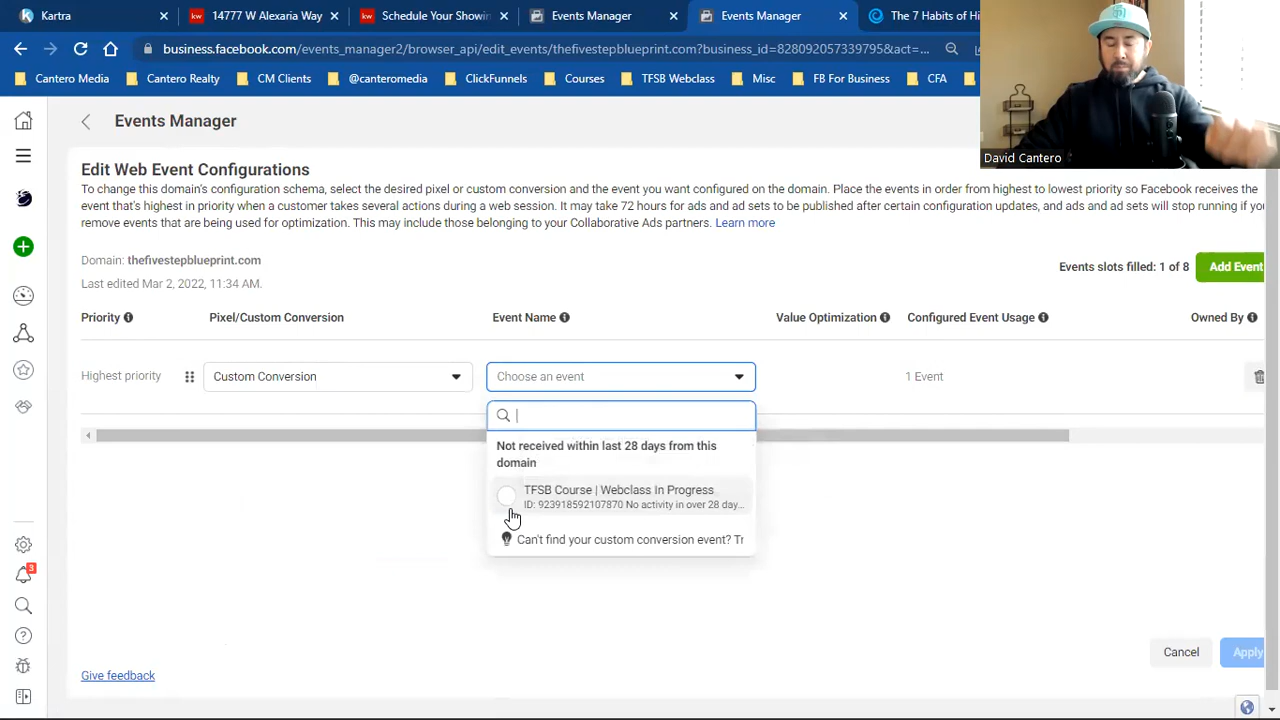 Kartra
14777 W Alexaria Way
Schedule Your Showin
Events Manager
Events Manager
The 7 Habits of Hi
business.facebook.com/events_manager2/browser_api/edit_events/thefivestepblueprint.com?business_id=828092057339795&act=...
Cantero Media
Cantero Realty
CM Clients
@canteromedia
ClickFunnels
Courses
TFSB Webclass
Misc
FB For Business
CFA
David Cantero
Events Manager
Edit Web Event Configurations
To change this domain's configuration schema, select the desired pixel or custom conversion and the event you want configured on the domain. Place the events in order from highest to lowest priority so Facebook receives the
event that's highest in priority when a customer takes several actions during a web session. It may take 72 hours for ads and ad sets to be published after certain configuration updates, and ads and ad sets will stop running if you
remove events that are being used for optimization. This may include those belonging to your Collaborative Ads partners. Learn more
Domain: thefivestepblueprint.com
Last edited Mar 2, 2022, 11:34 AM.
Events slots filled: 1 of 8
Add Event
Priority
Pixel/Custom Conversion
Event Name
Value Optimization
Configured Event Usage
Owned By
Highest priority
Custom Conversion
Choose an event
1 Event
Not received within last 28 days from this
domain
TFSB Course | Webclass In Progress
ID: 923918592107870 No activity in over 28 day...
Can't find your custom conversion event? Tr
3
Cancel
Apply
Give feedback